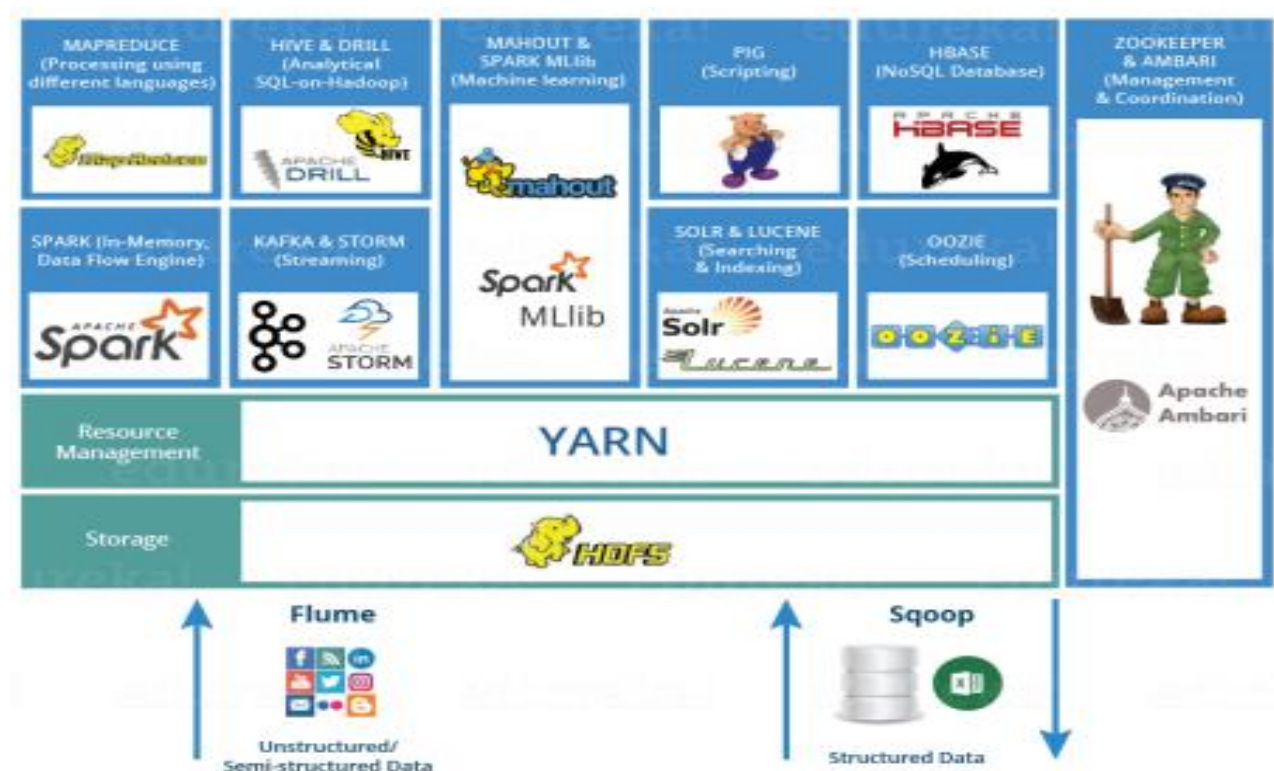 MAPREDUCE
(Processing using
different languages)
MapReduce
HIVE & DRILL
(Analytical
SQL-on-Hadoop)
HIVE
APACHE
DRILL
MAHOUT &
SPARK MLlib
(Machine learning)
mahout
Spark
MLlib
PIG
(Scripting)
HBASE
(NoSQL Database)
APACHE
HBASE
ZOOKEEPER
& AMBARI
(Management
& Coordination)
Apache
Ambari
SPARK (In-Memory,
Data Flow Engine)
APACHE
Spark
KAFKA & STORM
(Streaming)
APACHE
STORM
SOLR & LUCENE
(Searching
& Indexing)
Apache
Solr
Lucene
OOZIE
(Scheduling)
OOZIE
Resource
Management
YARN
Storage
HDFS
Flume
Unstructured/
Semi-structured Data
Sqoop
Structured Data